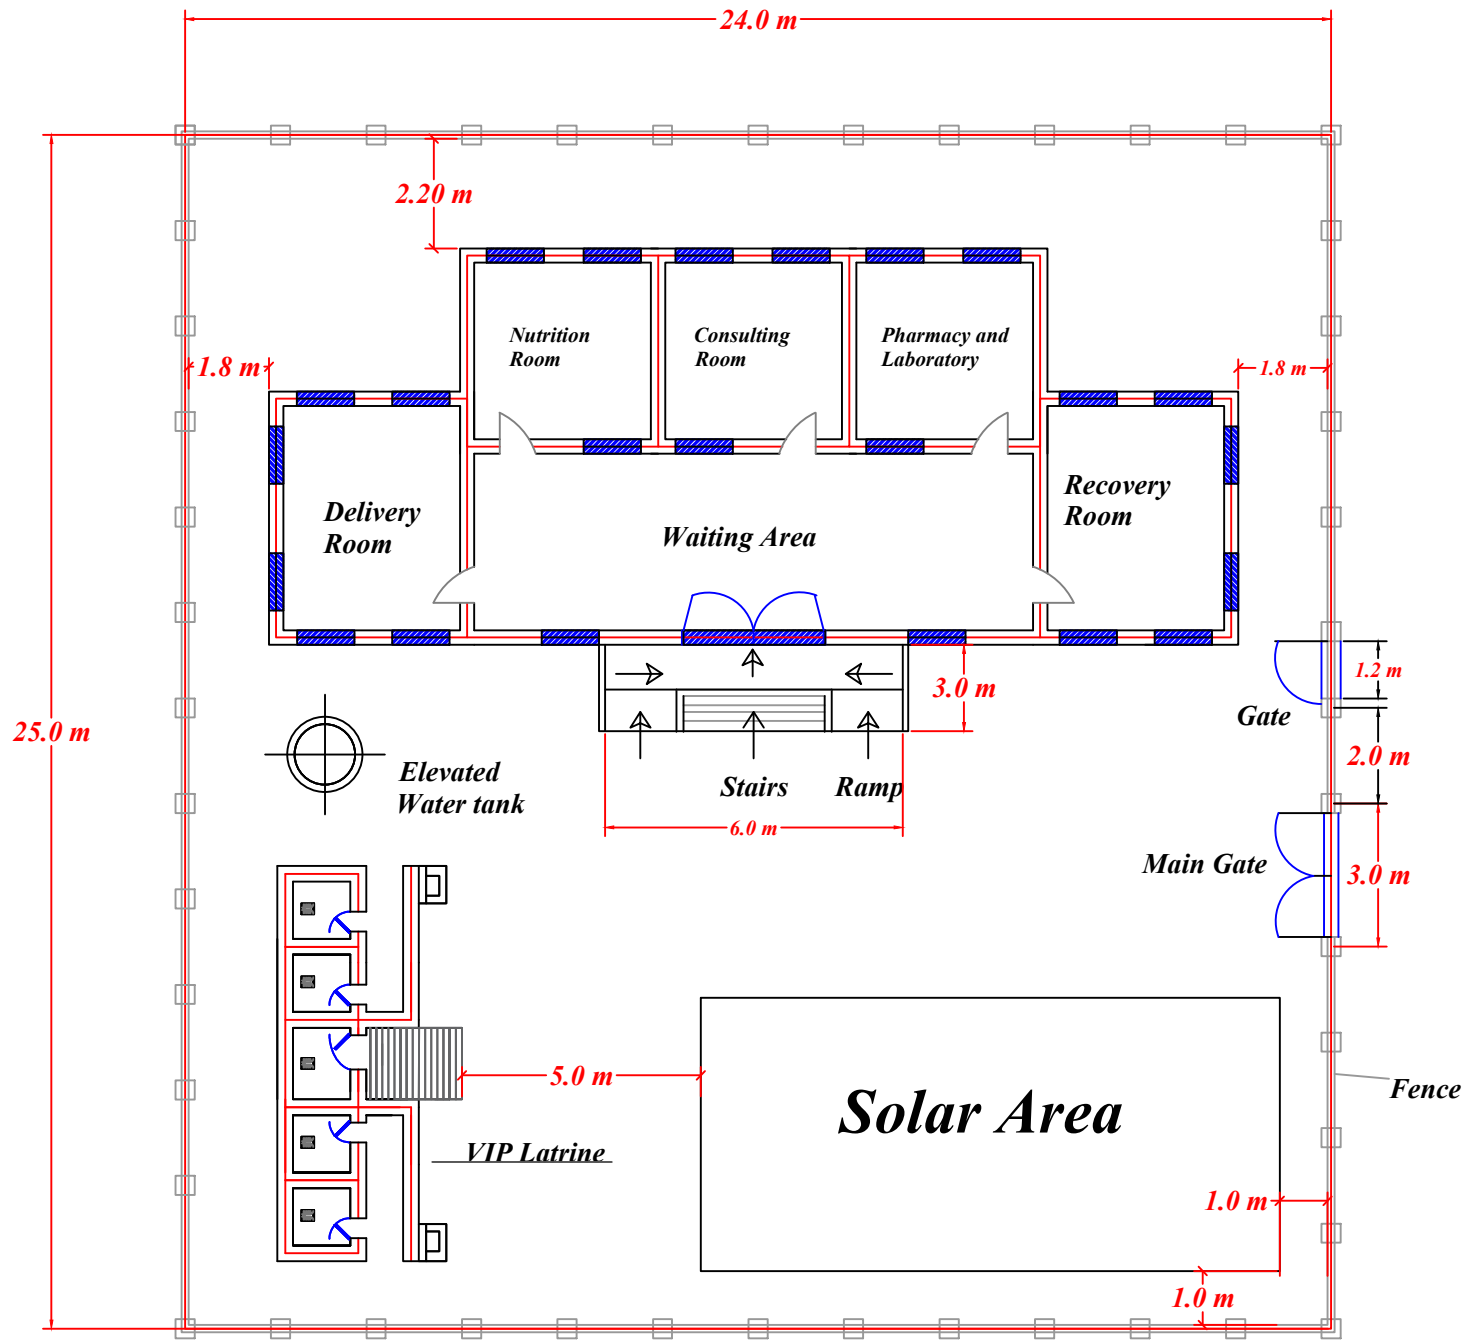 24.0 m
2.20 m
Nutrition
Room
Consulting
Room
Pharmacy and
Laboratory
1.8 m
1.8 m
Delivery
Room
Waiting Area
Recovery
Room
1.2 m
3.0 m
Gate
25.0 m
2.0 m
Elevated
Water tank
Stairs
Ramp
6.0 m
Main Gate
3.0 m
5.0 m
Solar Area
Fence
VIP Latrine
1.0 m
1.0 m